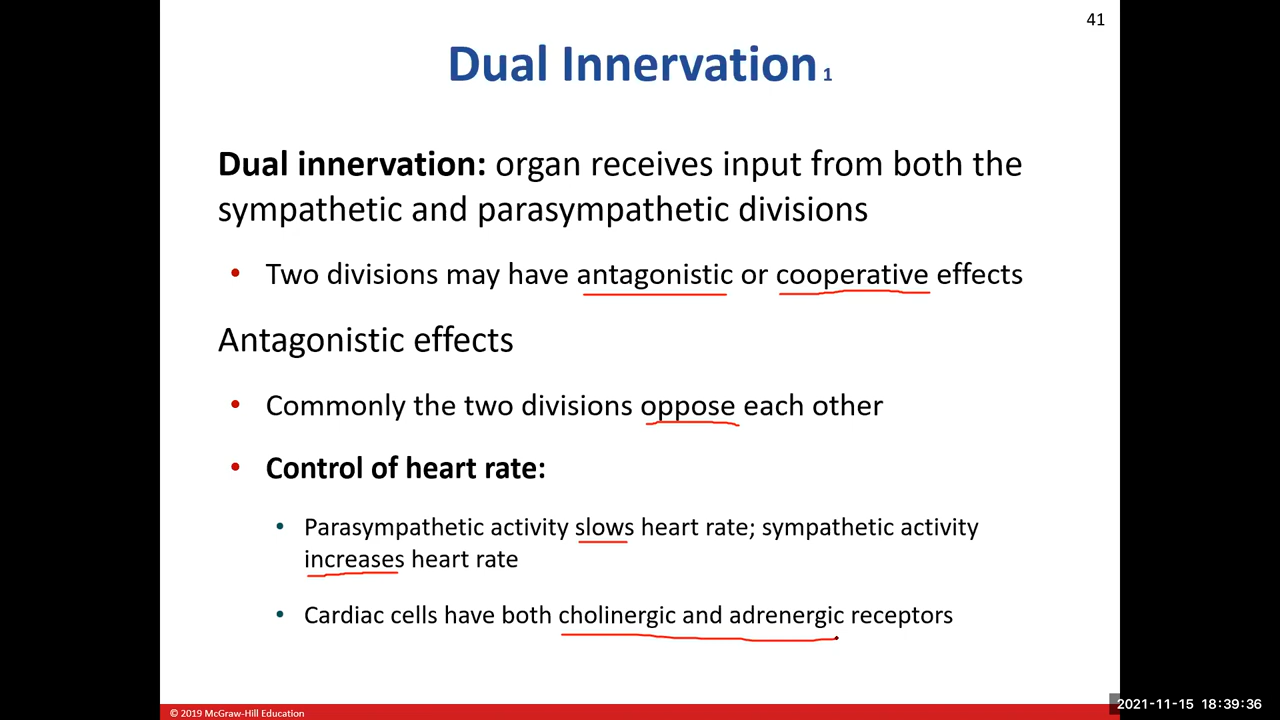 41
Dual Innervation 1
Dual innervation: organ receives input from both the
sympathetic and parasympathetic divisions
• Two divisions may have antagonistic or cooperative effects
Antagonistic effects
• Commonly the two divisions oppose each other
• Control of heart rate:
• Parasympathetic activity slows heart rate; sympathetic activity
increases heart rate
• Cardiac cells have both cholinergic and adrenergic receptors
© 2019 McGraw-Hill Education
2021-11-15 18:39:36